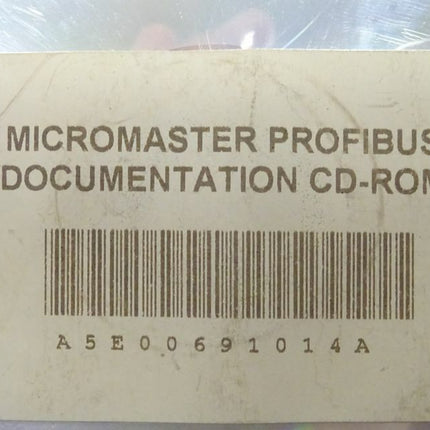 MICROMASTER PROFIBUS
DOCUMENTATION CD-ROM
A5E00691014A